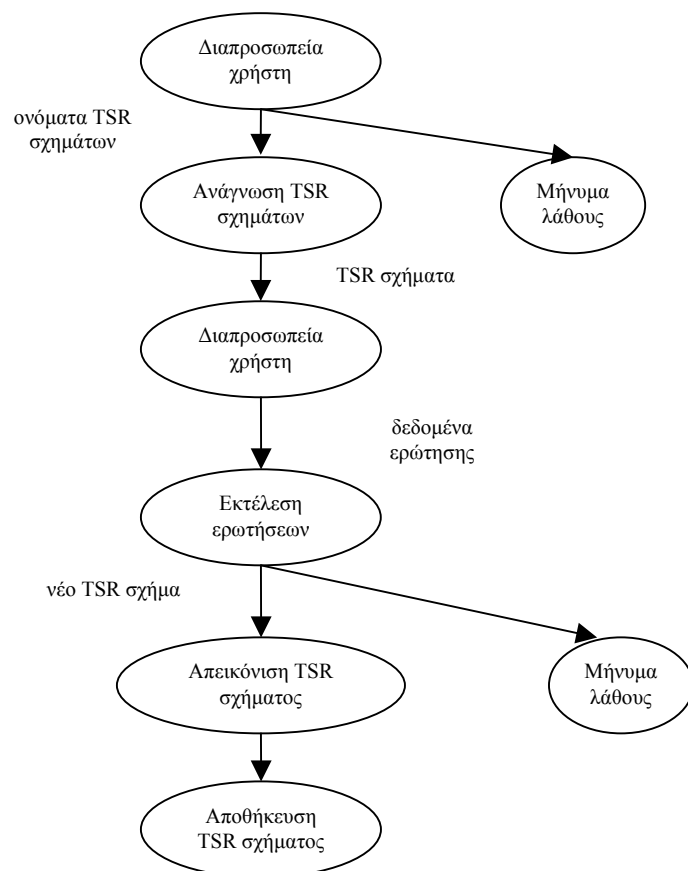 Διαπροσωπεία
χρήστη
ονόματα TSR
σχημάτων
Ανάγνωση TSR
σχημάτων
Μήνυμα
λάθους
TSR σχήματα
Διαπροσωπεία
χρήστη
δεδομένα
ερώτησης
Εκτέλεση
ερωτήσεων
νέο TSR σχήμα
Απεικόνιση TSR
σχήματος
Μήνυμα
λάθους
Αποθήκευση
TSR σχήματος